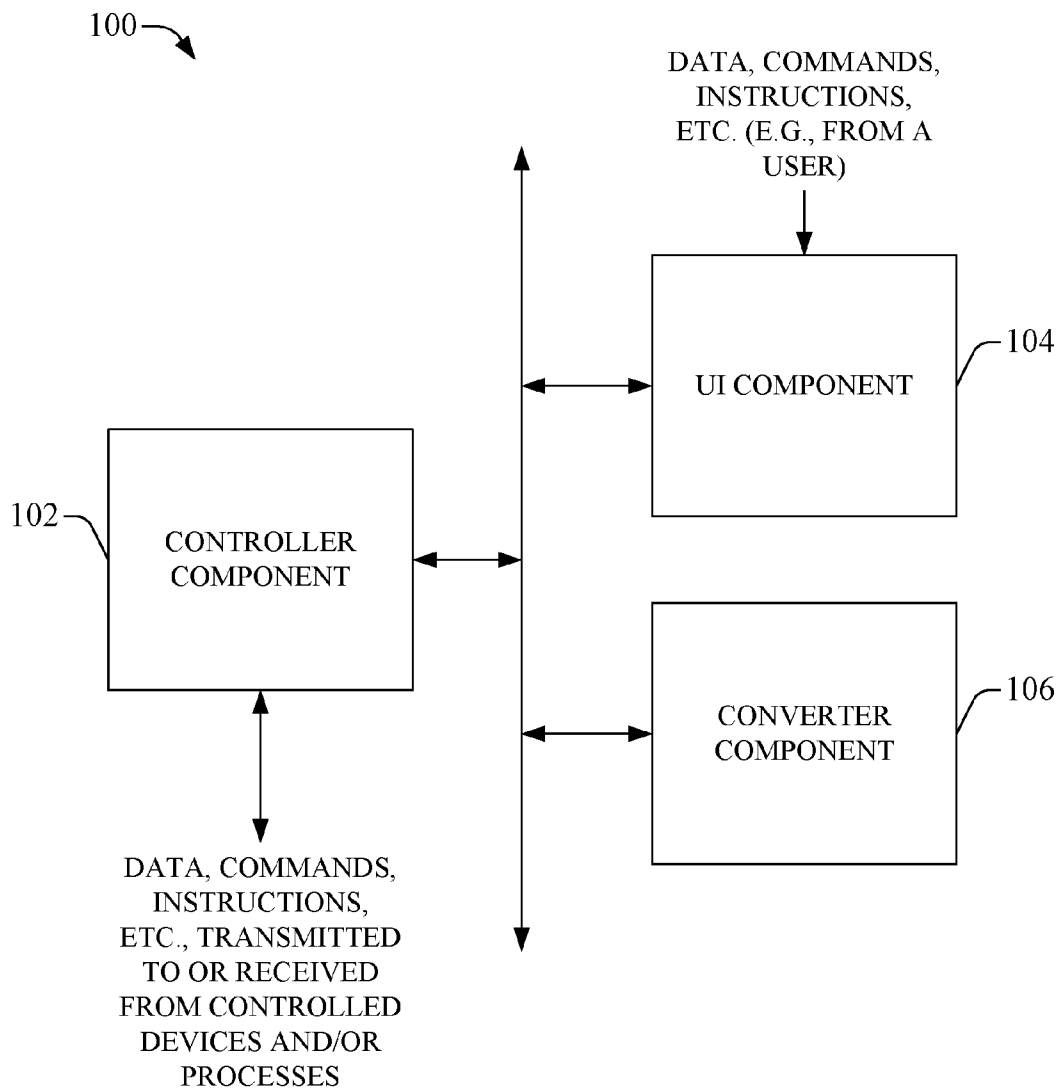 100
DATA, COMMANDS,
INSTRUCTIONS,
ETC. (E.G., FROM A
USER)
104
UI COMPONENT
102
CONTROLLER
COMPONENT
106
CONVERTER
COMPONENT
DATA, COMMANDS,
INSTRUCTIONS,
ETC., TRANSMITTED
TO OR RECEIVED
FROM CONTROLLED
DEVICES AND/OR
PROCESSES